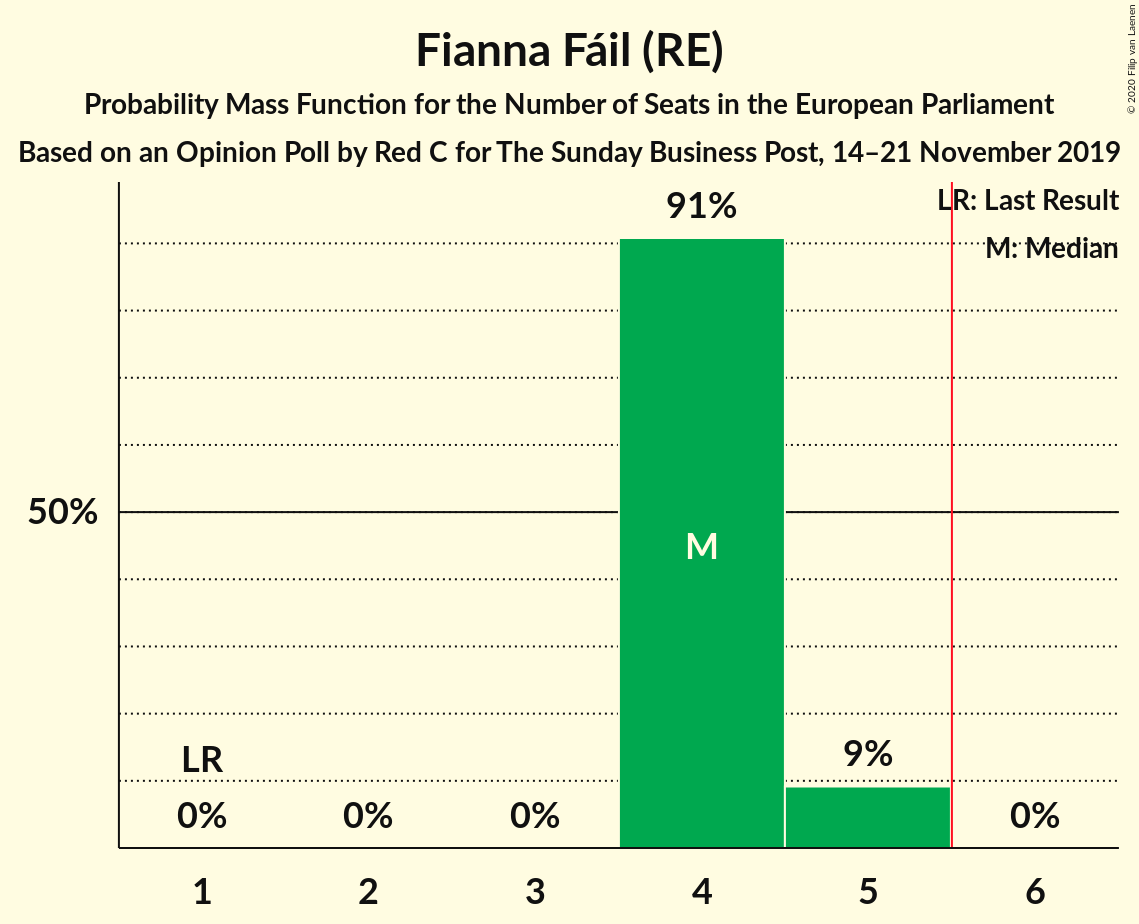 Fianna Fáil (RE)
Probability Mass Function for the Number of Seats in the European Parliament
Based on an Opinion Poll by Red C for The Sunday Business Post, 14–21 November 2019
© 2020 Filip van Laenen
LR: Last Result
M: Median
91%
50%
M
LR
9%
0%
0%
0%
0%
1
2
3
4
5
6